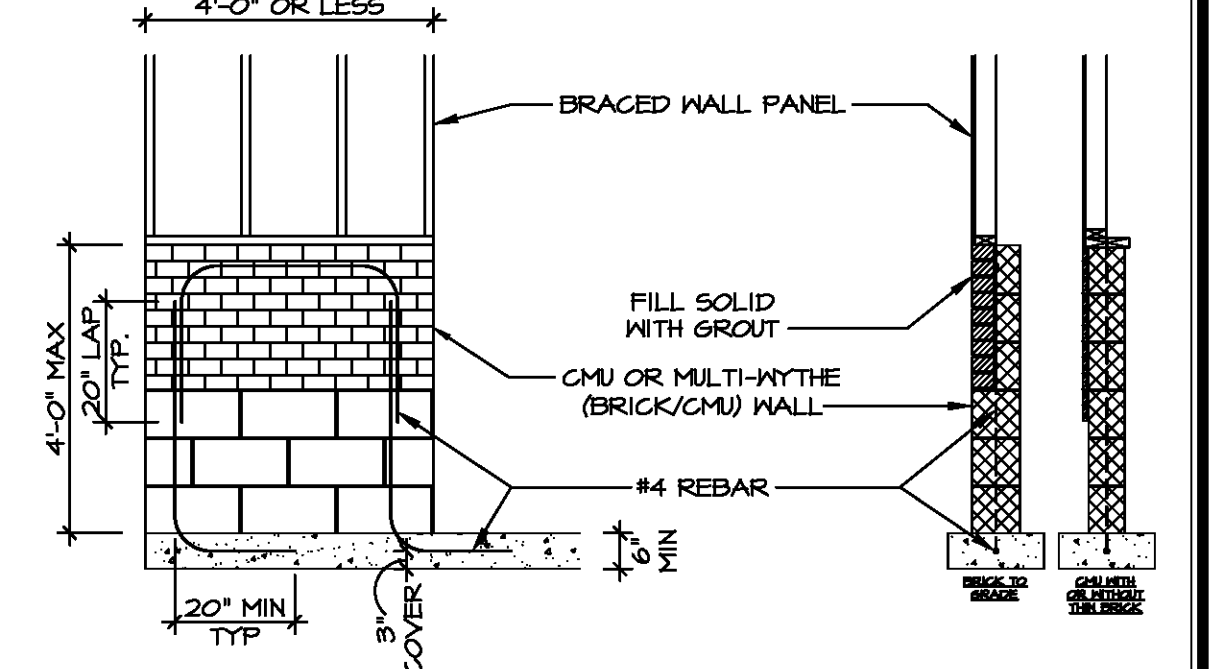 4'-0" OR LESS
BRACED WALL PANEL
4'-0" MAX
20" LAP
TYP.
FILL SOLID
WITH GROUT
CMU OR MULTI-WYTHE
(BRICK/CMU) WALL
#4 REBAR
6"
MIN
20" MIN
TYP
3"
COVER
BRICK TO
GRADE
CMU WITH
OR WITHOUT
THIN BRICK